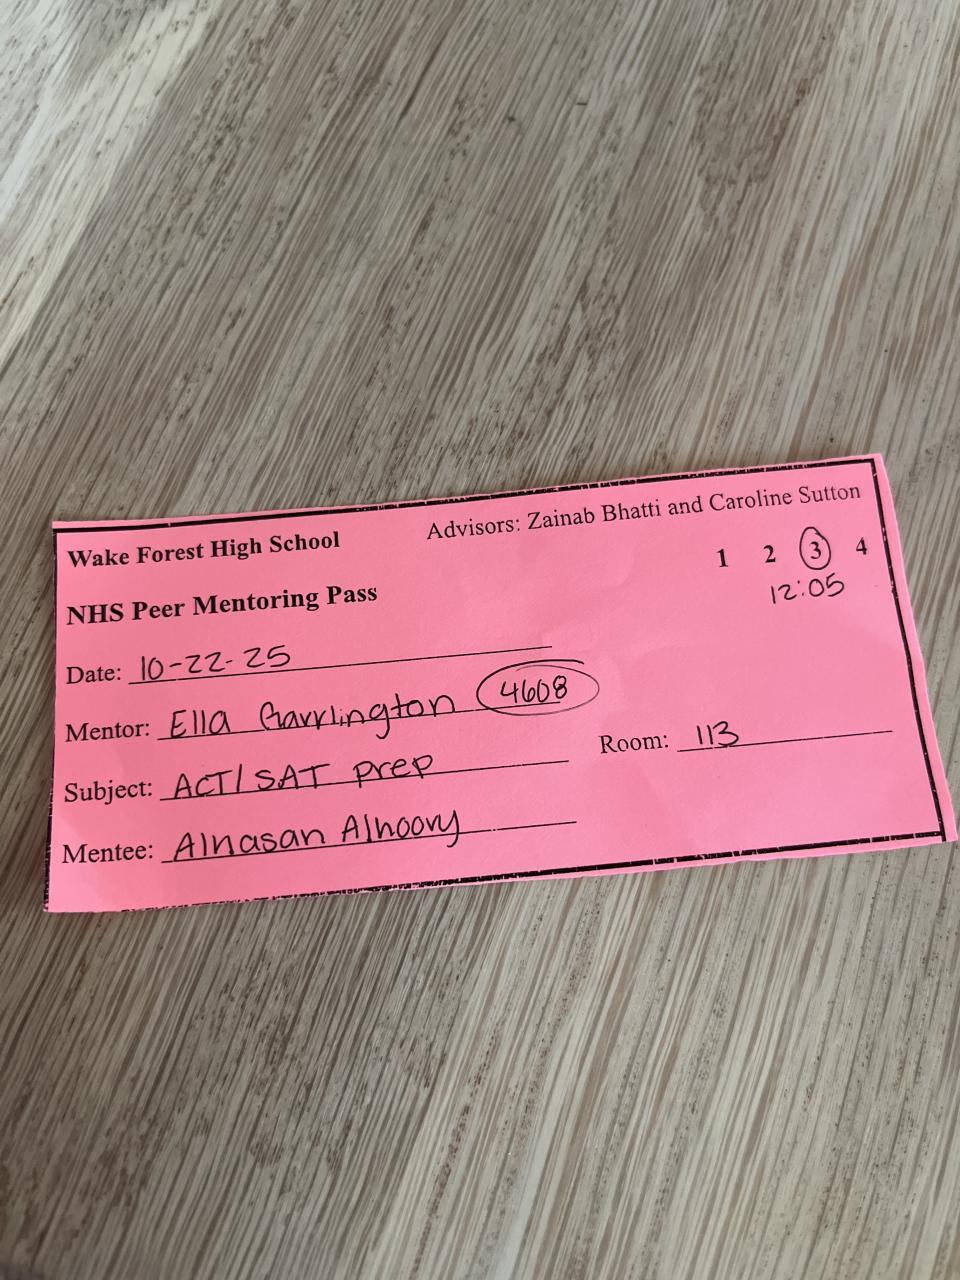 Wake Forest High School
Advisors: Zainab Bhatti and Caroline Sutton
NHS Peer Mentoring Pass
1 2 3 4
12:05
Date: 10-22-25
Mentor: Ella Garrlington 4608
Subject: ACT/SAT prep
Room: 113
Mentee: Alhasan Alhoory